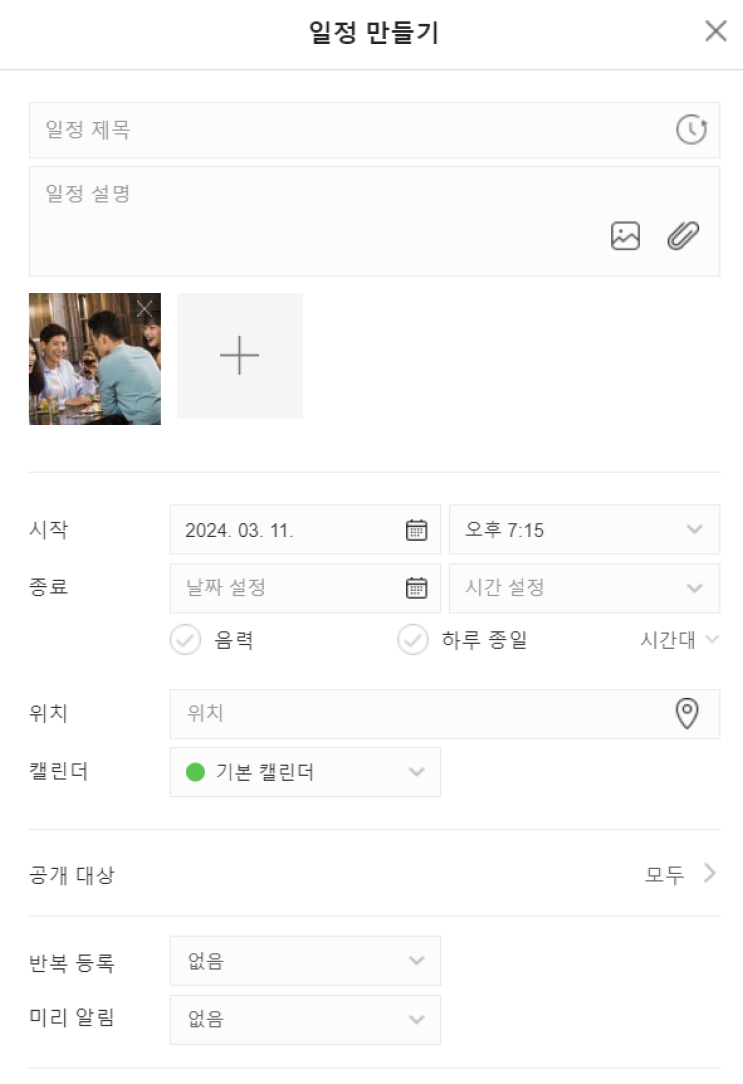 일정 만들기
일정 제목
일정 설명
시작 2024. 03. 11. 오후 7:15
종료 날짜 설정 시간 설정
음력 하루 종일 시간대
위치 위치
캘린더 기본 캘린더
공개 대상 모두
반복 등록 없음
미리 알림 없음